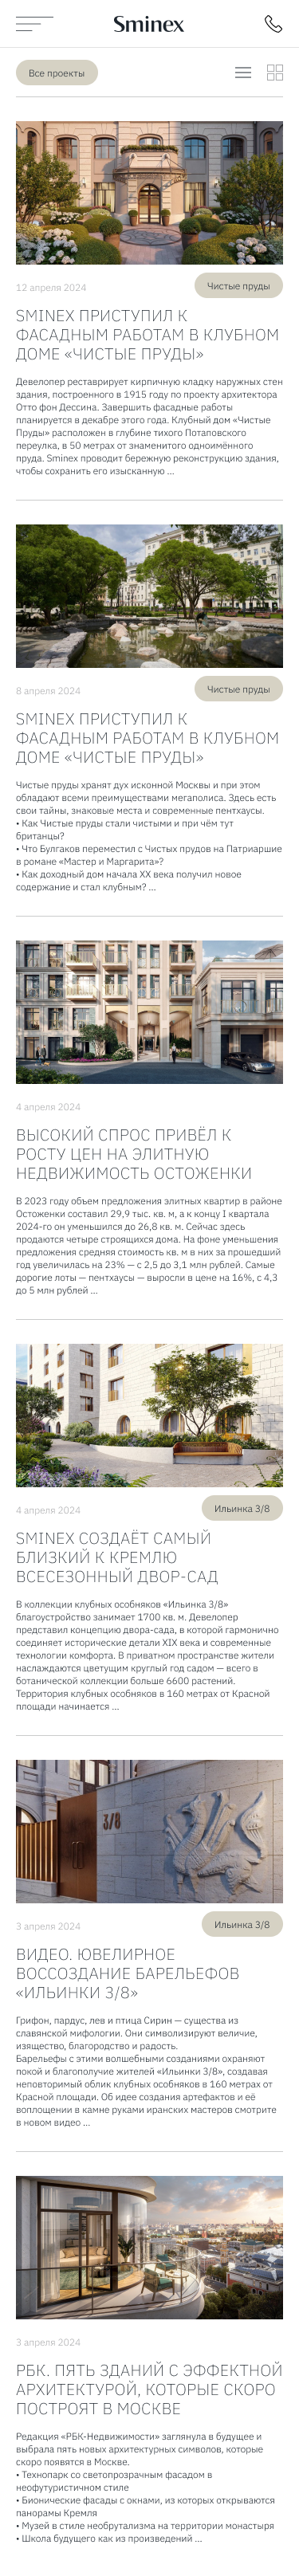 Sminex
Все проекты
Чистые пруды
12 апреля 2024
SMINEX ПРИСТУПИЛ К
ФАСАДНЫМ РАБОТАМ В КЛУБНОМ
ДОМЕ «ЧИСТЫЕ ПРУДЫ»
Девелопер реставрирует кирпичную кладку наружных стен
здания, построенного в 1915 году по проекту архитектора
Отто фон Дессина. Завершить фасадные работы
планируется в декабре этого года. Клубный дом «Чистые
Пруды» расположен в глубине тихого Потаповского
переулка, в 50 метрах от знаменитого одноимённого
пруда. Sminex проводит бережную реконструкцию здания,
чтобы сохранить его изысканную ...
Чистые пруды
8 апреля 2024
SMINEX ПРИСТУПИЛ К
ФАСАДНЫМ РАБОТАМ В КЛУБНОМ
ДОМЕ «ЧИСТЫЕ ПРУДЫ»
Чистые пруды хранят дух исконной Москвы и при этом
обладают всеми преимуществами мегаполиса. Здесь есть
свои тайны, знаковые места и современные пентхаусы.
• Как Чистые пруды стали чистыми и при чём тут
британцы?
• Что Булгаков переместил с Чистых прудов на Патриаршие
в романе «Мастер и Маргарита»?
• Как доходный дом начала XX века получил новое
содержание и стал клубным? ...
4 апреля 2024
ВЫСОКИЙ СПРОС ПРИВЁЛ К
РОСТУ ЦЕН НА ЭЛИТНУЮ
НЕДВИЖИМОСТЬ ОСТОЖЕНКИ
В 2023 году объем предложения элитных квартир в районе
Остоженки составил 29,9 тыс. кв. м, а к концу I квартала
2024-го он уменьшился до 26,8 кв. м. Сейчас здесь
продаются четыре строящихся дома. На фоне уменьшения
предложения средняя стоимость кв. м в них за прошедший
год увеличилась на 23% — с 2,5 до 3,1 млн рублей. Самые
дорогие лоты — пентхаусы — выросли в цене на 16%, с 4,3
до 5 млн рублей ...
Ильинка 3/8
4 апреля 2024
SMINEX СОЗДАЁТ САМЫЙ
БЛИЗКИЙ К КРЕМЛЮ
ВСЕСЕЗОННЫЙ ДВОР-САД
В коллекции клубных особняков «Ильинка 3/8»
благоустройство занимает 1700 кв. м. Девелопер
представил концепцию двора-сада, в которой гармонично
соединяет исторические детали XIX века и современные
технологии комфорта. В приватном пространстве жители
наслаждаются цветущим круглый год садом — всего в
ботанической коллекции больше 6600 растений.
Территория клубных особняков в 160 метрах от Красной
площади начинается ...
3/8
Ильинка 3/8
3 апреля 2024
ВИДЕО. ЮВЕЛИРНОЕ
ВОССОЗДАНИЕ БАРЕЛЬЕФОВ
«ИЛЬИНКИ 3/8»
Грифон, пардус, лев и птица Сирин — существа из
славянской мифологии. Они символизируют величие,
изящество, благородство и радость.
Барельефы с этими волшебными созданиями охраняют
покой и благополучие жителей «Ильинки 3/8», создавая
неповторимый облик клубных особняков в 160 метрах от
Красной площади. Об идее создания артефактов и её
воплощении в камне руками иранских мастеров смотрите
в новом видео ...
3 апреля 2024
РБК. ПЯТЬ ЗДАНИЙ С ЭФФЕКТНОЙ
АРХИТЕКТУРОЙ, КОТОРЫЕ СКОРО
ПОСТРОЯТ В МОСКВЕ
Редакция «РБК-Недвижимости» заглянула в будущее и
выбрала пять новых архитектурных символов, которые
скоро появятся в Москве.
• Технопарк со светопрозрачным фасадом в
неофутуристичном стиле
• Бионические фасады с окнами, из которых открываются
панорамы Кремля
• Музей в стиле необрутализма на территории монастыря
• Школа будущего как из произведений ...